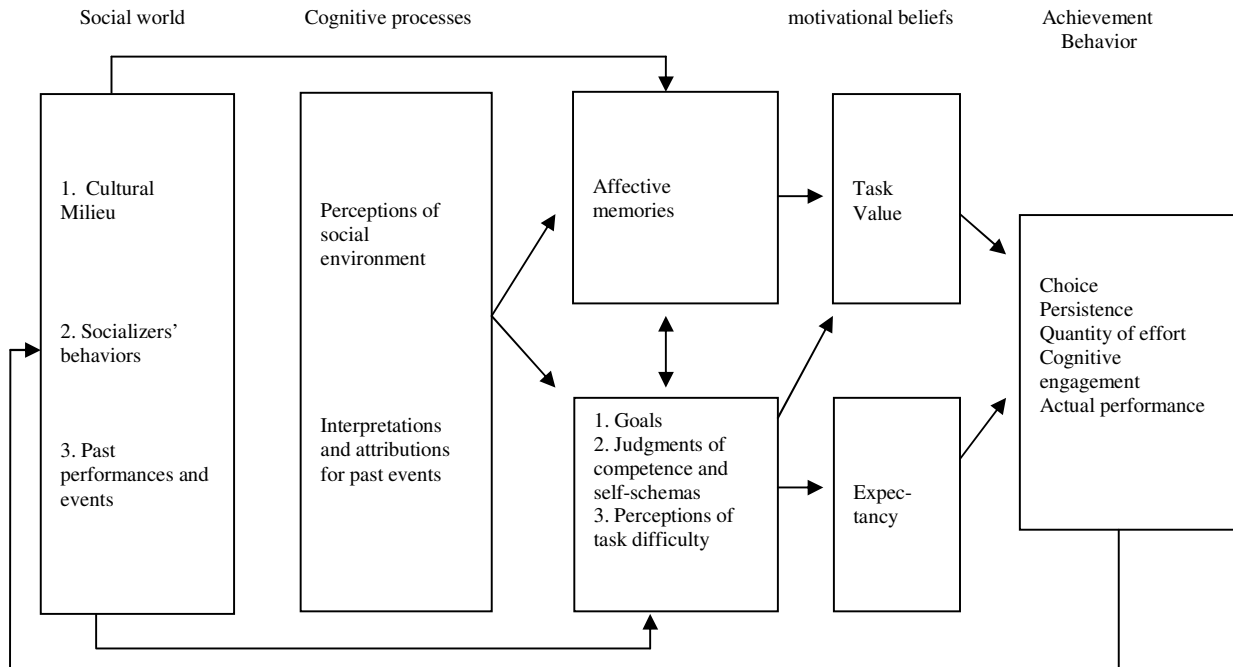 Social world
Cognitive processes
motivational beliefs
Achievement
Behavior
1. Cultural
Milieu
2. Socializers’
behaviors
3. Past
performances and
events
Perceptions of
social
environment
Interpretations
and attributions
for past events
Affective
memories
1. Goals
2. Judgments of
competence and
self-schemas
3. Perceptions of
task difficulty
Task
Value
Expec-
tancy
Choice
Persistence
Quantity of effort
Cognitive
engagement
Actual performance